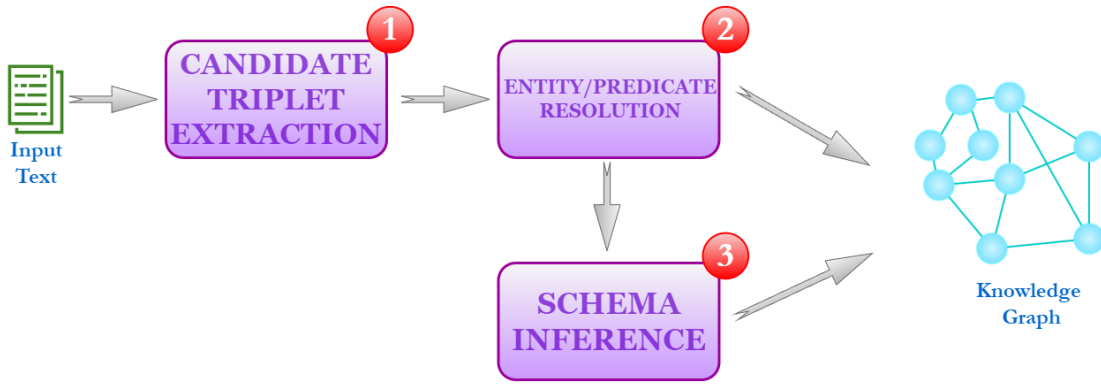 1
CANDIDATE
TRIPLET
EXTRACTION
2
ENTITY/PREDICATE
RESOLUTION
Input
Text
3
SCHEMA
INFERENCE
Knowledge
Graph